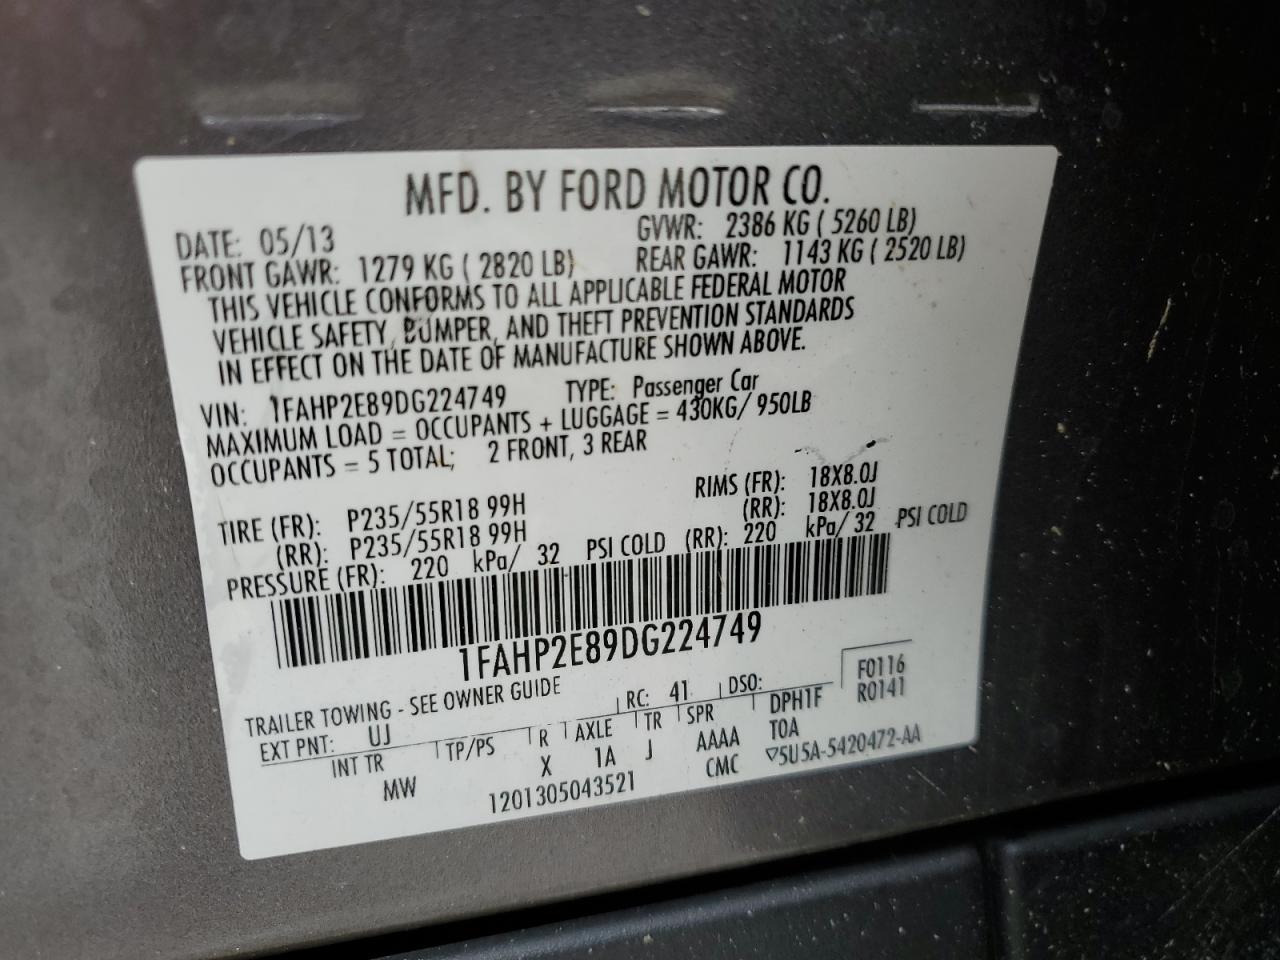 MFD. BY FORD MOTOR CO.
DATE: 05/13 GVWR: 2386 KG ( 5260 LB)
FRONT GAWR: 1279 KG ( 2820 LB) REAR GAWR: 1143 KG ( 2520 LB)
THIS VEHICLE CONFORMS TO ALL APPLICABLE FEDERAL MOTOR
VEHICLE SAFETY, BUMPER, AND THEFT PREVENTION STANDARDS
IN EFFECT ON THE DATE OF MANUFACTURE SHOWN ABOVE.
VIN: 1FAHP2E89DG224749 TYPE: Passenger Car
MAXIMUM LOAD = OCCUPANTS + LUGGAGE = 430KG/ 950LB
OCCUPANTS = 5 TOTAL; 2 FRONT, 3 REAR
TIRE (FR): P235/55R18 99H RIMS (FR): 18X8.0J
(RR): P235/55R18 99H (RR): 18X8.0J
PRESSURE (FR): 220 kPa/ 32 PSI COLD (RR): 220 kPa/ 32 PSI COLD
1FAHP2E89DG224749
TRAILER TOWING - SEE OWNER GUIDE
EXT PNT: UJ RC: 41 DSO: F0116
R0141
INT TR TP/PS R AXLE TR SPR DPH1F
MW X 1A J AAAA T0A
1201305043521 CMC ▽5U5A-5420472-AA